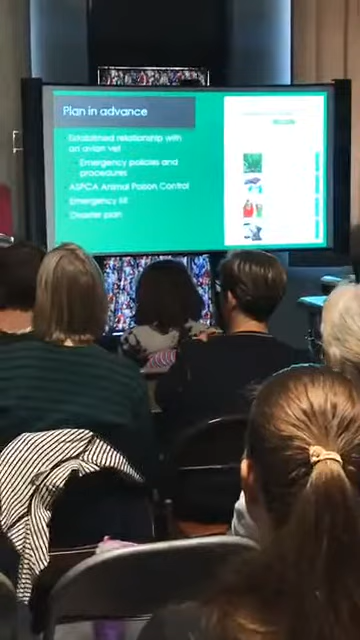 Plan in advance
Established relationship with
an avian vet
Emergency policies and
procedures
ASPCA Animal Poison Control
Emergency kit
Disaster plan